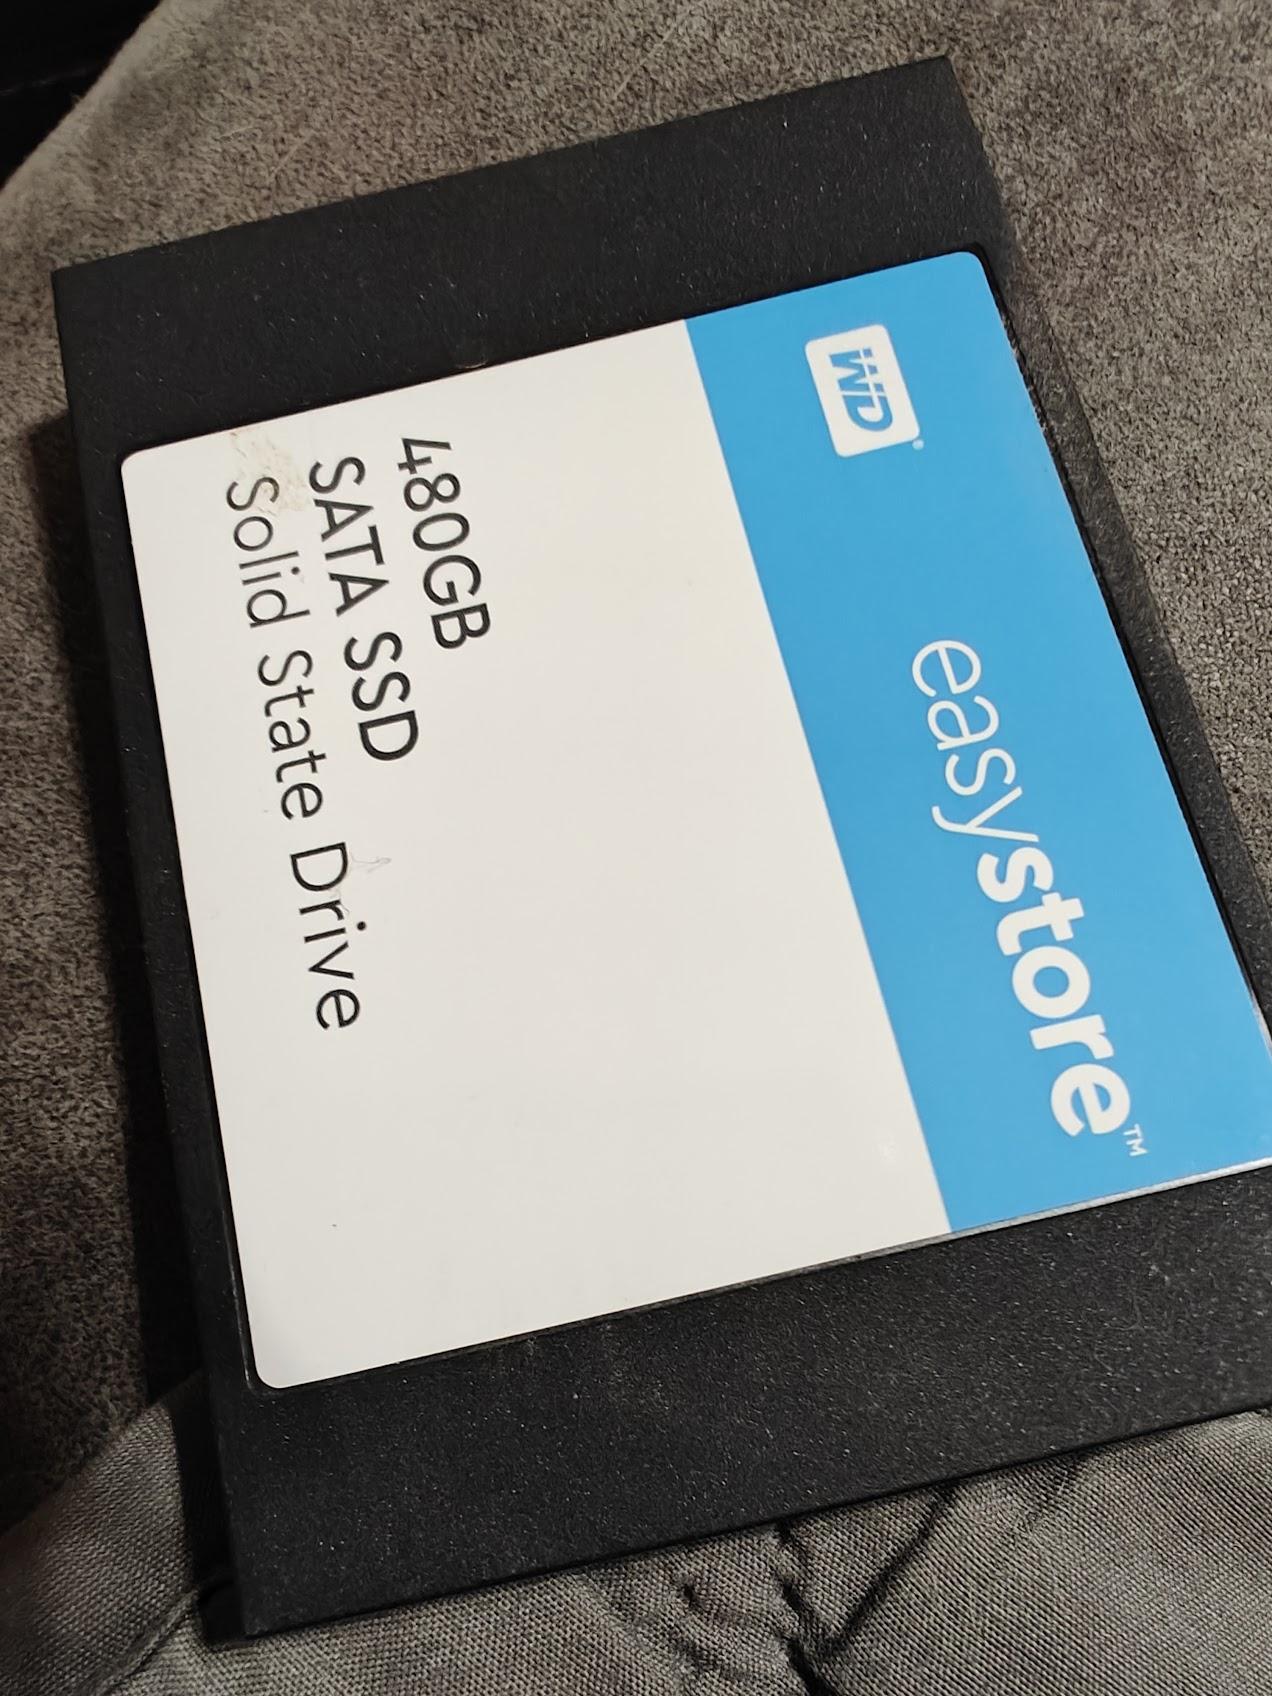 WD®
easystore™
480GB
SATA SSD
Solid State Drive